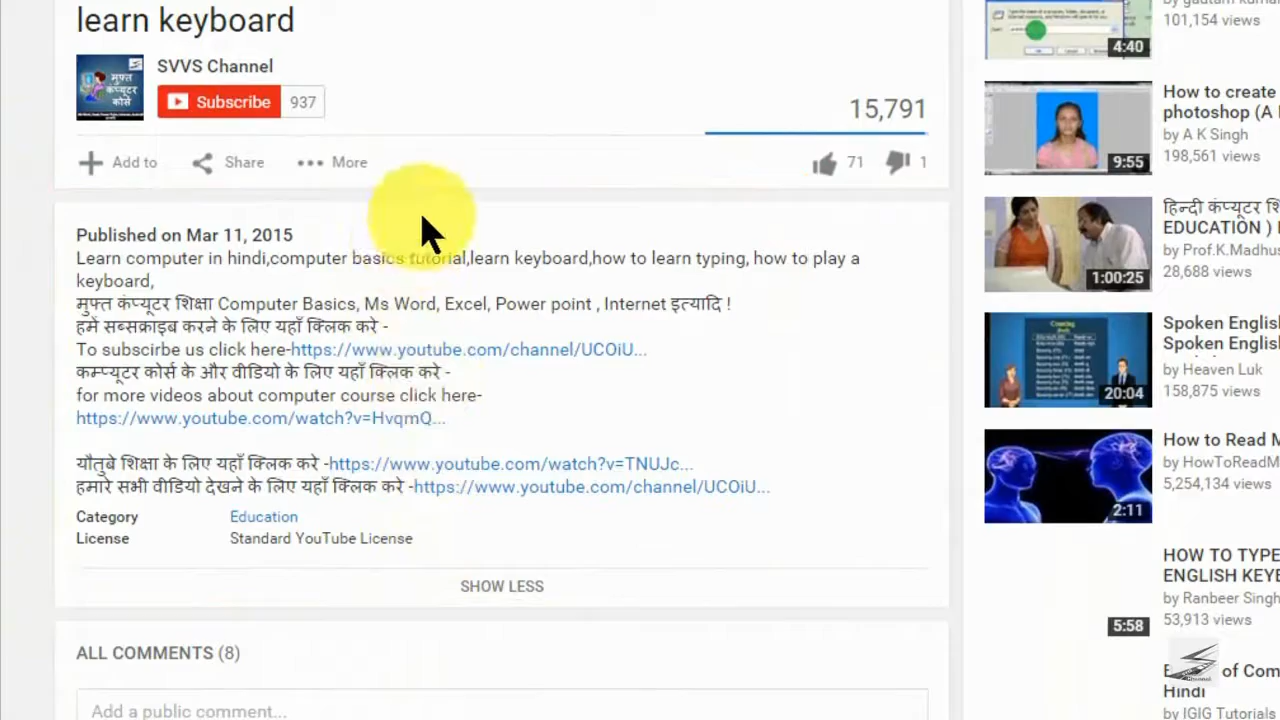 learn keyboard
SVVS Channel
Subscribe 937
15,791
Add to Share More 71 1
Published on Mar 11, 2015
Learn computer in hindi,computer basics tutorial,learn keyboard,how to learn typing, how to play a
keyboard,
मुफ्त कंप्यूटर शिक्षा Computer Basics, Ms Word, Excel, Power point , Internet इत्यादि !
हमें सब्सक्राइब करने के लिए यहाँ क्लिक करे -
To subscirbe us click here-https://www.youtube.com/channel/UCOiU...
कम्प्यूटर कोर्स के और वीडियो के लिए यहाँ क्लिक करे -
for more videos about computer course click here-
https://www.youtube.com/watch?v=HvqmQ...
यौतुबे शिक्षा के लिए यहाँ क्लिक करे -https://www.youtube.com/watch?v=TNUJc...
हमारे सभी वीडियो देखने के लिए यहाँ क्लिक करे -https://www.youtube.com/channel/UCOiU...
Category Education
License Standard YouTube License
SHOW LESS
ALL COMMENTS (8)
Add a public comment...
मुफ्त
कंप्यूटर
कोर्स
101,154 views
4:40
How to create
photoshop (A
by A K Singh
198,561 views
9:55
हिन्दी कंप्यूटर
EDUCATION )
by Prof.K.Madhus
28,688 views
1:00:25
Spoken English
Spoken English
by Heaven Luk
158,875 views
20:04
How to Read M
by HowToReadM
5,254,134 views
2:11
HOW TO TYPE
ENGLISH KEYE
by Ranbeer Singh
53,913 views
5:58
of Com
Hindi
by IGIG Tutorials